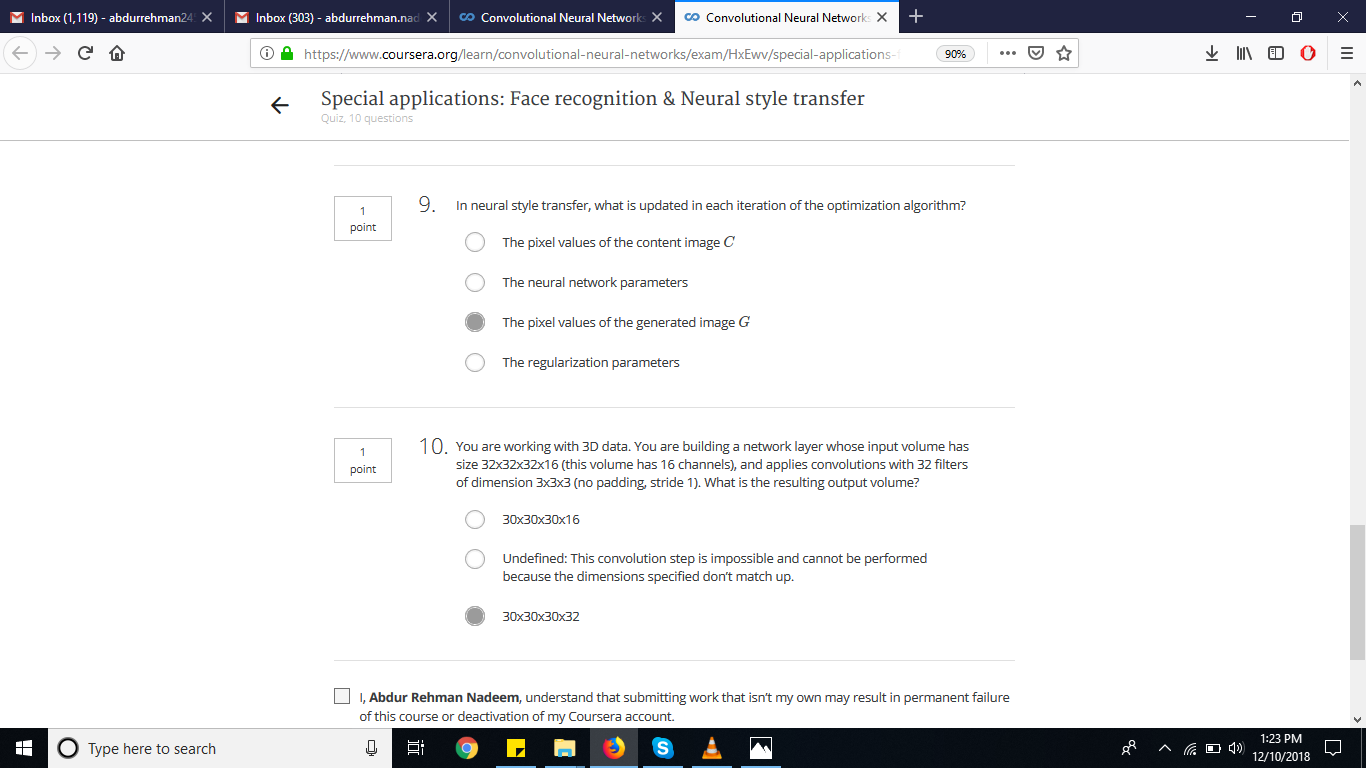 Inbox (1,119) - abdurrehman24
Inbox (303) - abdurrehman.nad
Convolutional Neural Network
Convolutional Neural Network
https://www.coursera.org/learn/convolutional-neural-networks/exam/HxEwv/special-applications-
90%
Special applications: Face recognition & Neural style transfer
Quiz, 10 questions
1
point
9.
In neural style transfer, what is updated in each iteration of the optimization algorithm?
The pixel values of the content image C
The neural network parameters
The pixel values of the generated image G
The regularization parameters
1
point
10.
You are working with 3D data. You are building a network layer whose input volume has
size 32x32x32x16 (this volume has 16 channels), and applies convolutions with 32 filters
of dimension 3x3x3 (no padding, stride 1). What is the resulting output volume?
30x30x30x16
Undefined: This convolution step is impossible and cannot be performed
because the dimensions specified don't match up.
30x30x30x32
I, Abdur Rehman Nadeem, understand that submitting work that isn't my own may result in permanent failure
of this course or deactivation of my Coursera account.
Type here to search
1:23 PM
12/10/2018